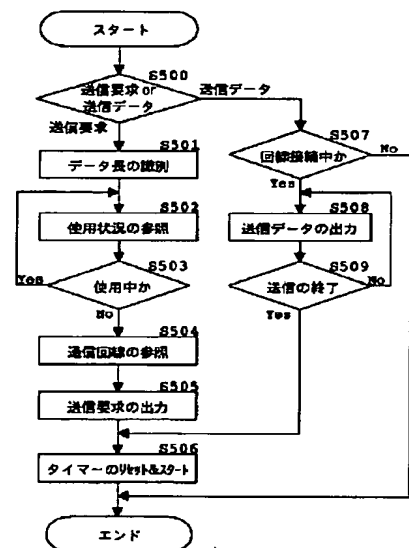 スタート
S500
送信要求 or
送信データ
送信データ
送信要求
S501
データ長の識別
S502
使用状況の参照
S503
使用中か
Yes
No
S504
通信回線の参照
S505
送信要求の出力
S506
タイマーのリセット&スタート
エンド
S507
回線接続中か
No
Yes
S508
送信データの出力
S509
送信の終了
No
Yes